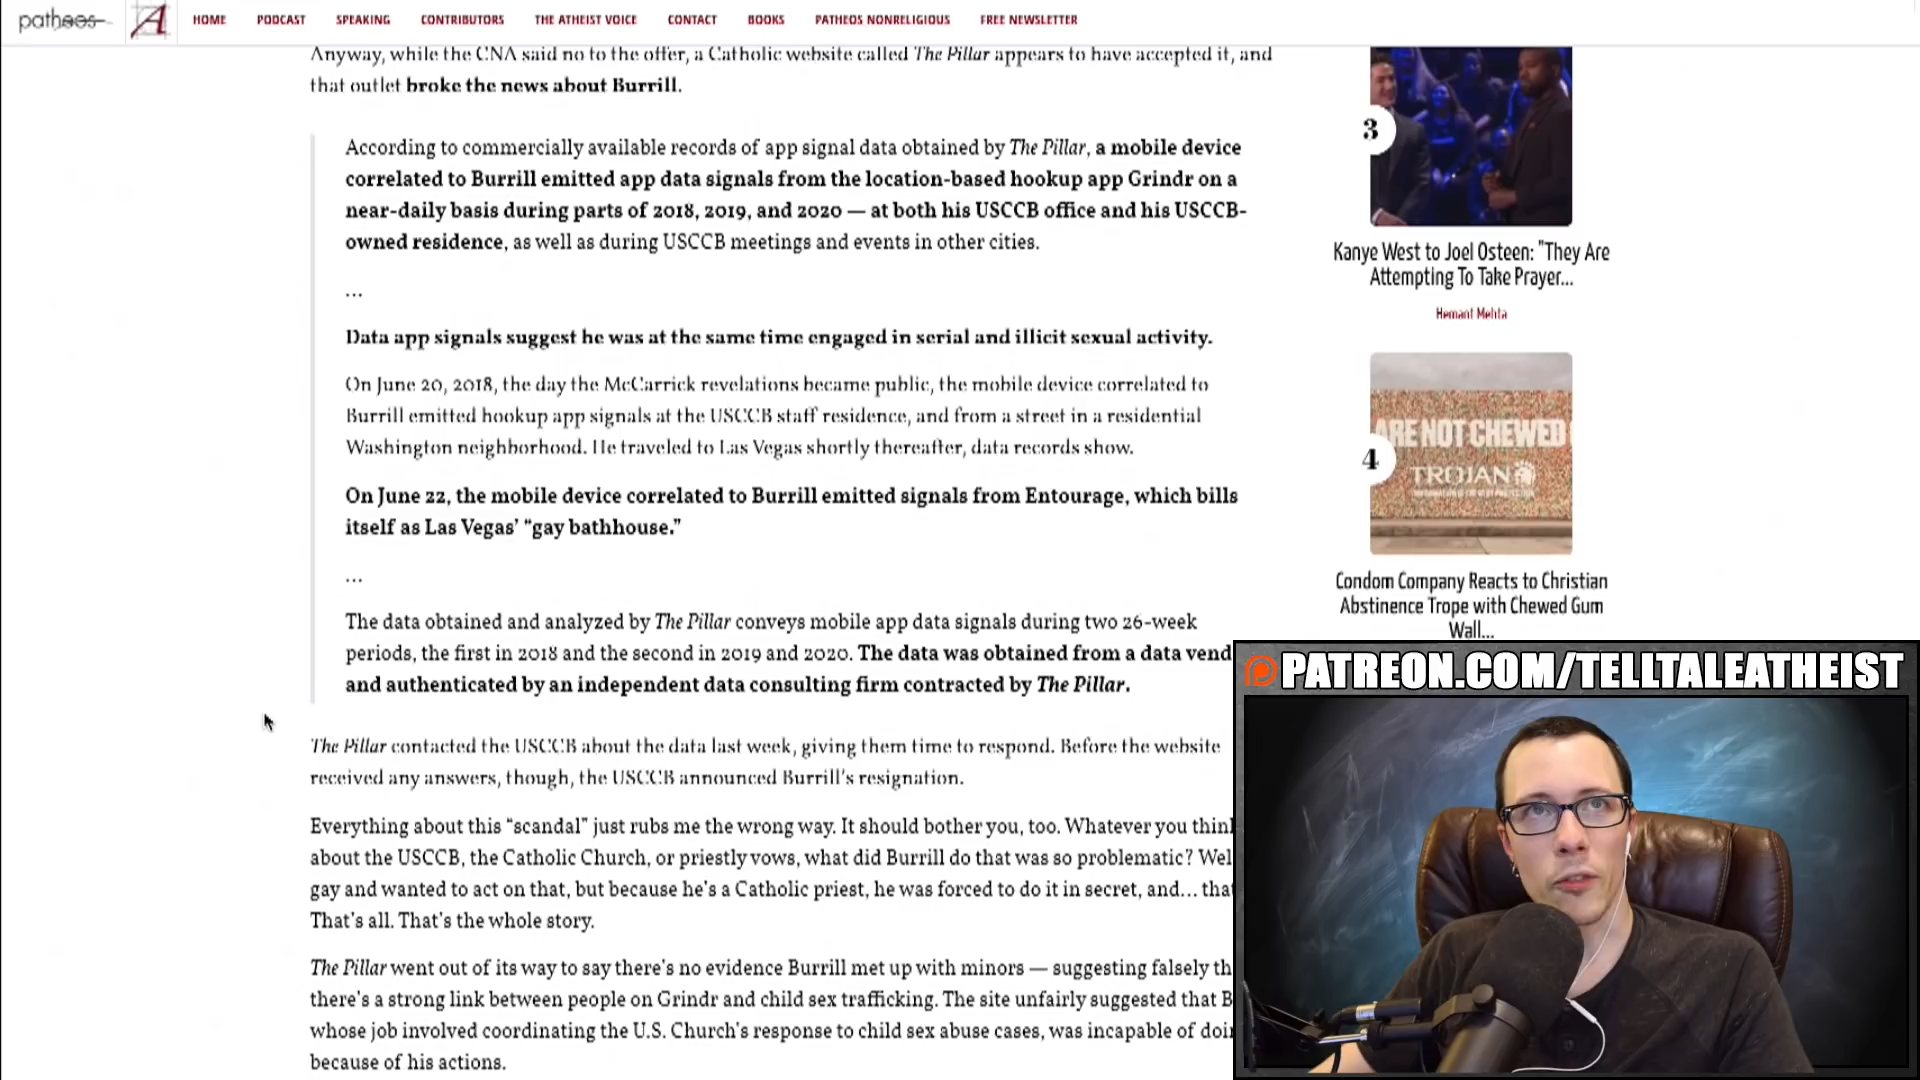 patheos
A
HOME PODCAST SPEAKING CONTRIBUTORS THE ATHEIST VOICE CONTACT BOOKS PATHEOS NONRELIGIOUS FREE NEWSLETTER
Anyway, while the CNA said no to the offer, a Catholic website called The Pillar appears to have accepted it, and
that outlet broke the news about Burrill.
According to commercially available records of app signal data obtained by The Pillar, a mobile device
correlated to Burrill emitted app data signals from the location-based hookup app Grindr on a
near-daily basis during parts of 2018, 2019, and 2020 — at both his USCCB office and his USCCB-
owned residence, as well as during USCCB meetings and events in other cities.
…
Data app signals suggest he was at the same time engaged in serial and illicit sexual activity.
On June 20, 2018, the day the McCarrick revelations became public, the mobile device correlated to
Burrill emitted hookup app signals at the USCCB staff residence, and from a street in a residential
Washington neighborhood. He traveled to Las Vegas shortly thereafter, data records show.
On June 22, the mobile device correlated to Burrill emitted signals from Entourage, which bills
itself as Las Vegas’ “gay bathhouse.”
…
The data obtained and analyzed by The Pillar conveys mobile app data signals during two 26-week
periods, the first in 2018 and the second in 2019 and 2020. The data was obtained from a data vend
and authenticated by an independent data consulting firm contracted by The Pillar.
The Pillar contacted the USCCB about the data last week, giving them time to respond. Before the website
received any answers, though, the USCCB announced Burrill's resignation.
Everything about this “scandal” just rubs me the wrong way. It should bother you, too. Whatever you think
about the USCCB, the Catholic Church, or priestly vows, what did Burrill do that was so problematic? Wel
gay and wanted to act on that, but because he's a Catholic priest, he was forced to do it in secret, and… tha
That's all. That's the whole story.
The Pillar went out of its way to say there's no evidence Burrill met up with minors — suggesting falsely th
there's a strong link between people on Grindr and child sex trafficking. The site unfairly suggested that B
whose job involved coordinating the U.S. Church's response to child sex abuse cases, was incapable of doin
because of his actions.
3
Kanye West to Joel Osteen: "They Are
Attempting To Take Prayer...
Hemant Mehta
ARE NOT CHEWED
TROJAN
4
Condom Company Reacts to Christian
Abstinence Trope with Chewed Gum
Wall...
PATREON.COM/TELLTALEATHEIST